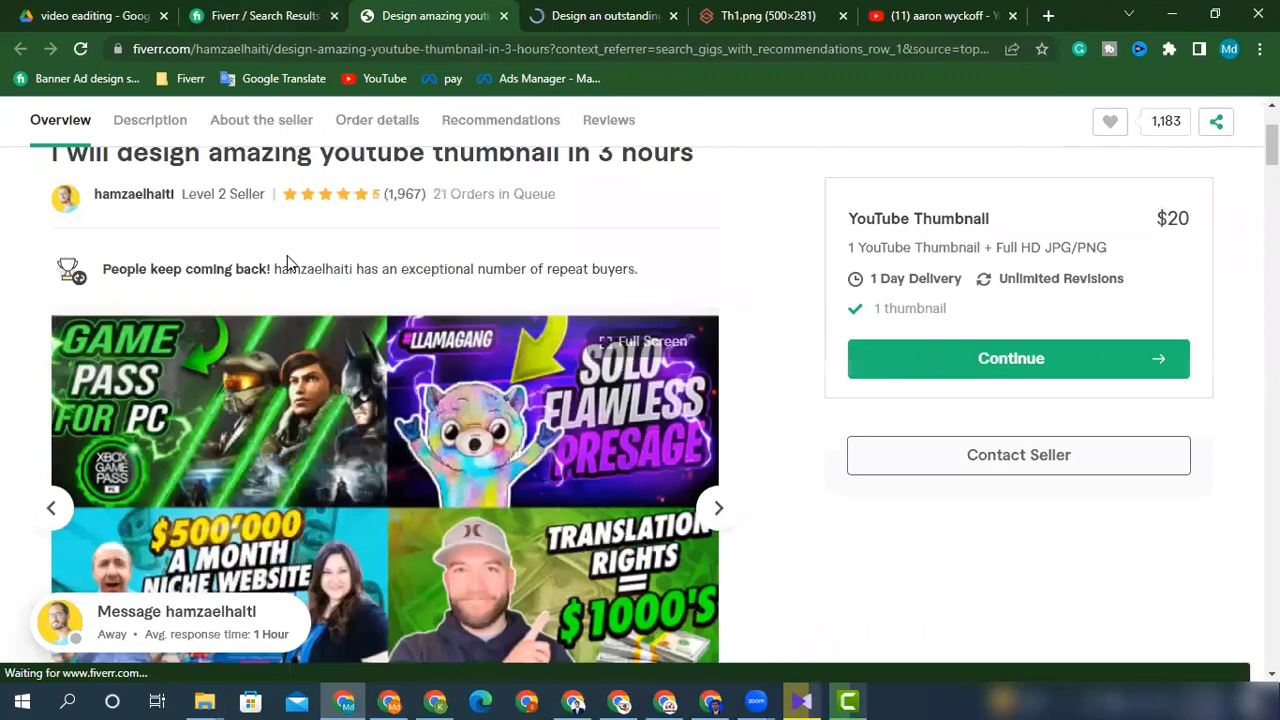 video eaditing - Goog
Fiverr / Search Results
Design amazing yout
Design an outstanding
Th1.png (500×281)
(11) aaron wyckoff - Y
fiverr.com/hamzaelhaiti/design-amazing-youtube-thumbnail-in-3-hours?context_referrer=search_gigs_with_recommendations_row_1&source=top...
Md
Banner Ad design s...
Fiverr
Google Translate
YouTube
pay
Ads Manager - Ma...
Overview
Description
About the seller
Order details
Recommendations
Reviews
1,183
I will design amazing youtube thumbnail in 3 hours
hamzaelhaiti Level 2 Seller 5 (1,967) 21 Orders in Queue
People keep coming back! hamzaelhaiti has an exceptional number of repeat buyers.
YouTube Thumbnail $20
1 YouTube Thumbnail + Full HD JPG/PNG
1 Day Delivery Unlimited Revisions
1 thumbnail
Continue
Contact Seller
Full Screen
GAME
PASS
FOR PC
XBOX
GAME PASS
PC
#LLAMAGANG
SOLO
FLAWLESS
PRESAGE
$500'000
A MONTH
NICHE WEBSITE
TRANSLATION
RIGHTS
=
$1000'S
Message hamzaelhaiti
Away • Avg. response time: 1 Hour
Waiting for www.fiverr.com...
Md
Md
K
zoom